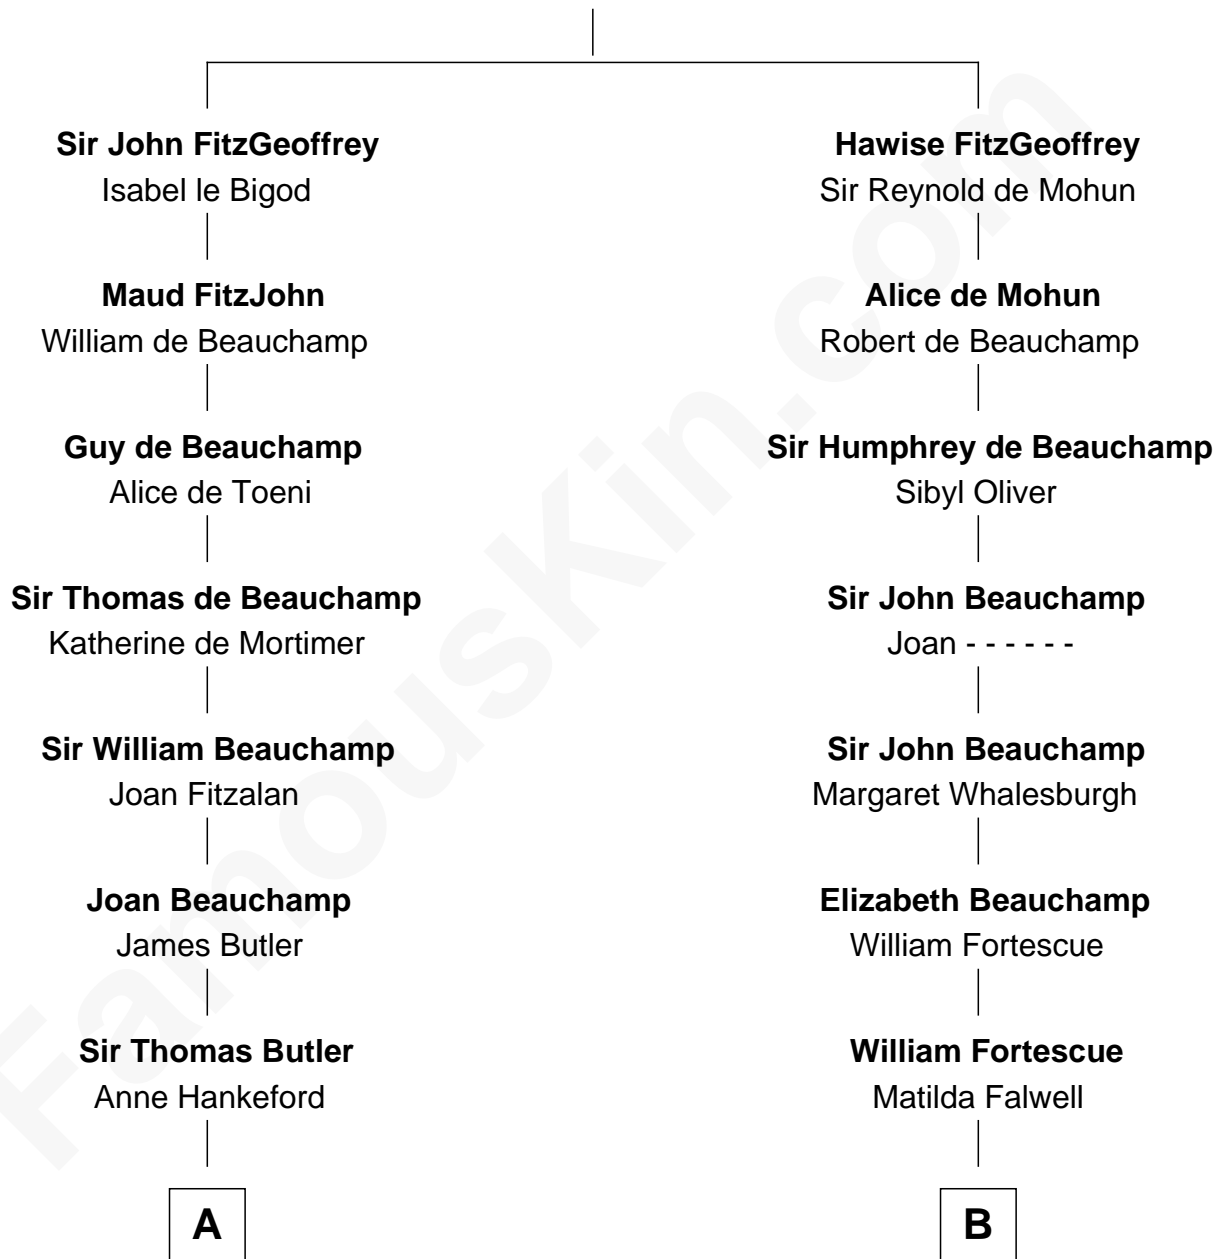 Sir John FitzGeoffrey
Isabel le Bigod
Maud FitzJohn
William de Beauchamp
Guy de Beauchamp
Alice de Toeni
Sir Thomas de Beauchamp
Katherine de Mortimer
Sir William Beauchamp
Joan Fitzalan
Joan Beauchamp
James Butler
Sir Thomas Butler
Anne Hankeford
A
Hawise FitzGeoffrey
Sir Reynold de Mohun
Alice de Mohun
Robert de Beauchamp
Sir Humphrey de Beauchamp
Sibyl Oliver
Sir John Beauchamp
Joan - - - - - -
Sir John Beauchamp
Margaret Whalesburgh
Elizabeth Beauchamp
William Fortescue
William Fortescue
Matilda Falwell
B
FamousKin.com